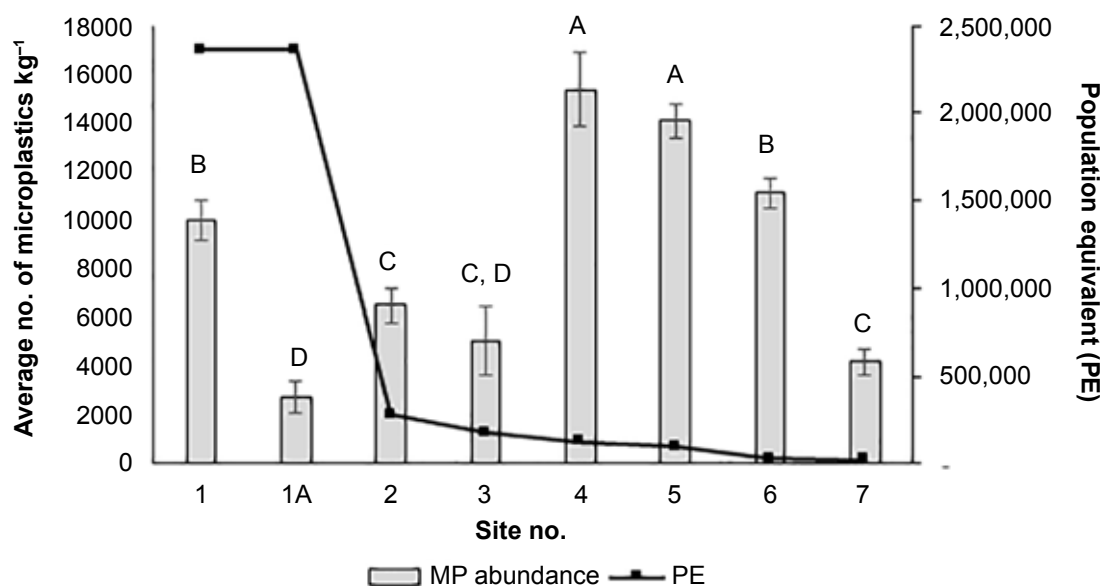 Average no. of microplastics kg⁻¹
18000
16000
14000
12000
10000
8000
6000
4000
2000
0
B
D
C
C, D
A
A
B
C
2,500,000
2,000,000
1,500,000
1,000,000
500,000
-
Population equivalent (PE)
1 1A 2 3 4 5 6 7
Site no.
MP abundance PE